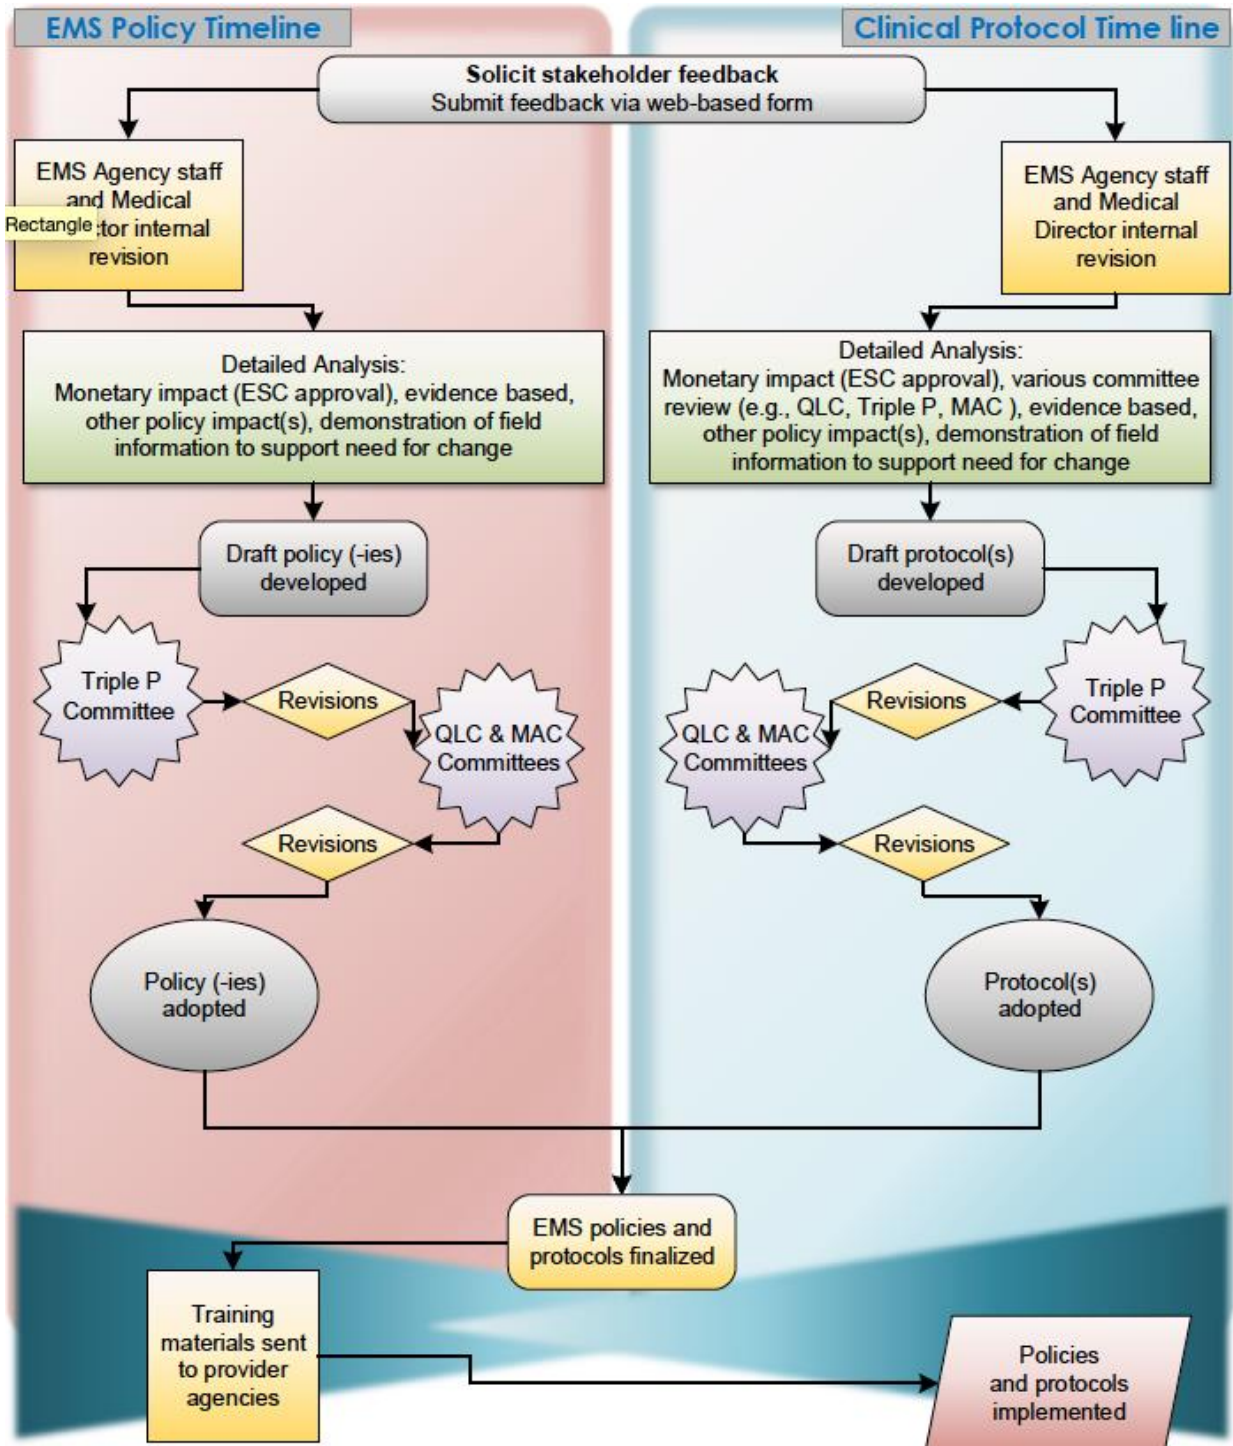 EMS Policy Timeline
Clinical Protocol Time line
Solicit stakeholder feedback
Submit feedback via web-based form
EMS Agency staff
and Medical
ctor internal
revision
Rectangle
EMS Agency staff
and Medical
Director internal
revision
Detailed Analysis:
Monetary impact (ESC approval), evidence based,
other policy impact(s), demonstration of field
information to support need for change
Detailed Analysis:
Monetary impact (ESC approval), various committee
review (e.g., QLC, Triple P, MAC ), evidence based,
other policy impact(s), demonstration of field
information to support need for change
Draft policy (-ies)
developed
Draft protocol(s)
developed
Triple P
Committee
Revisions
QLC & MAC
Committees
Revisions
QLC & MAC
Committees
Revisions
Triple P
Committee
Revisions
Policy (-ies)
adopted
Protocol(s)
adopted
EMS policies and
protocols finalized
Training
materials sent
to provider
agencies
Policies
and protocols
implemented